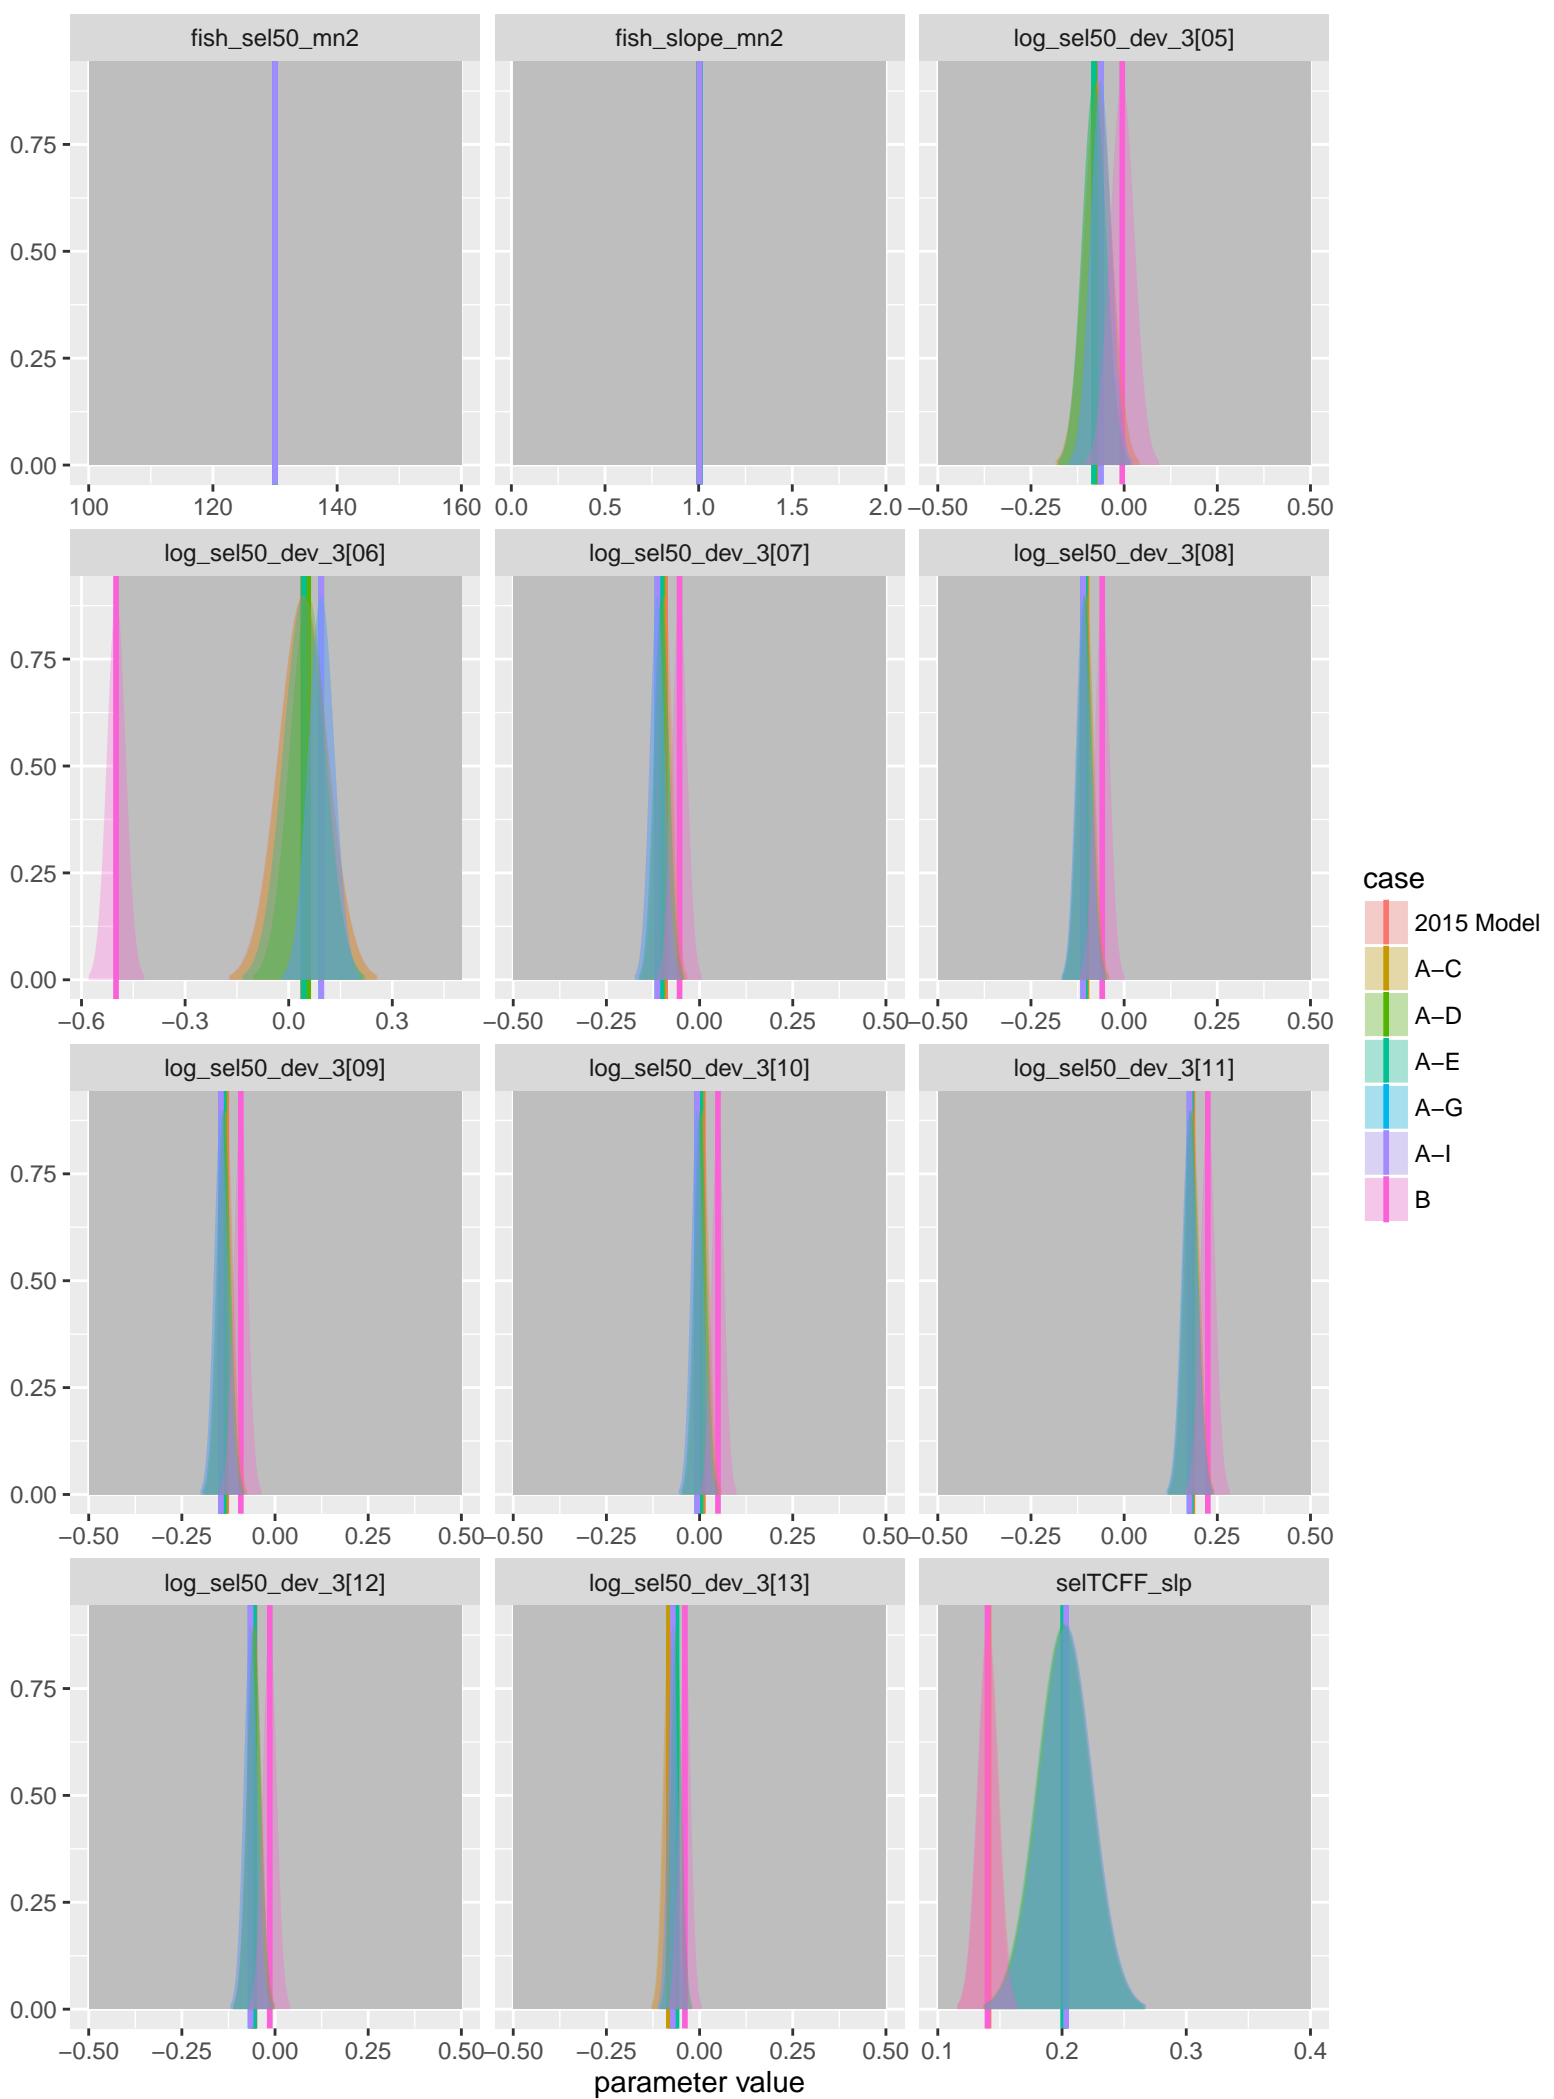 fish_sel50_mn2 fish_slope_mn2 log_sel50_dev_3[05]
0.75
0.50
0.25
0.00
100 120 140 160 0.0 0.5 1.0 1.5 2.0 −0.50 −0.25 0.00 0.25 0.50
log_sel50_dev_3[06] log_sel50_dev_3[07] log_sel50_dev_3[08]
0.75
0.50
0.25
0.00
−0.6 −0.3 0.0 0.3 −0.50 −0.25 0.00 0.25 0.50 −0.50 −0.25 0.00 0.25 0.50
log_sel50_dev_3[09] log_sel50_dev_3[10] log_sel50_dev_3[11]
0.75
0.50
0.25
0.00
−0.50 −0.25 0.00 0.25 0.50 −0.50 −0.25 0.00 0.25 0.50 −0.50 −0.25 0.00 0.25 0.50
log_sel50_dev_3[12] log_sel50_dev_3[13] selTCFF_slp
0.75
0.50
0.25
0.00
−0.50 −0.25 0.00 0.25 0.50 −0.50 −0.25 0.00 0.25 0.50 0.1 0.2 0.3 0.4
parameter value
case
2015 Model
A−C
A−D
A−E
A−G
A−I
B